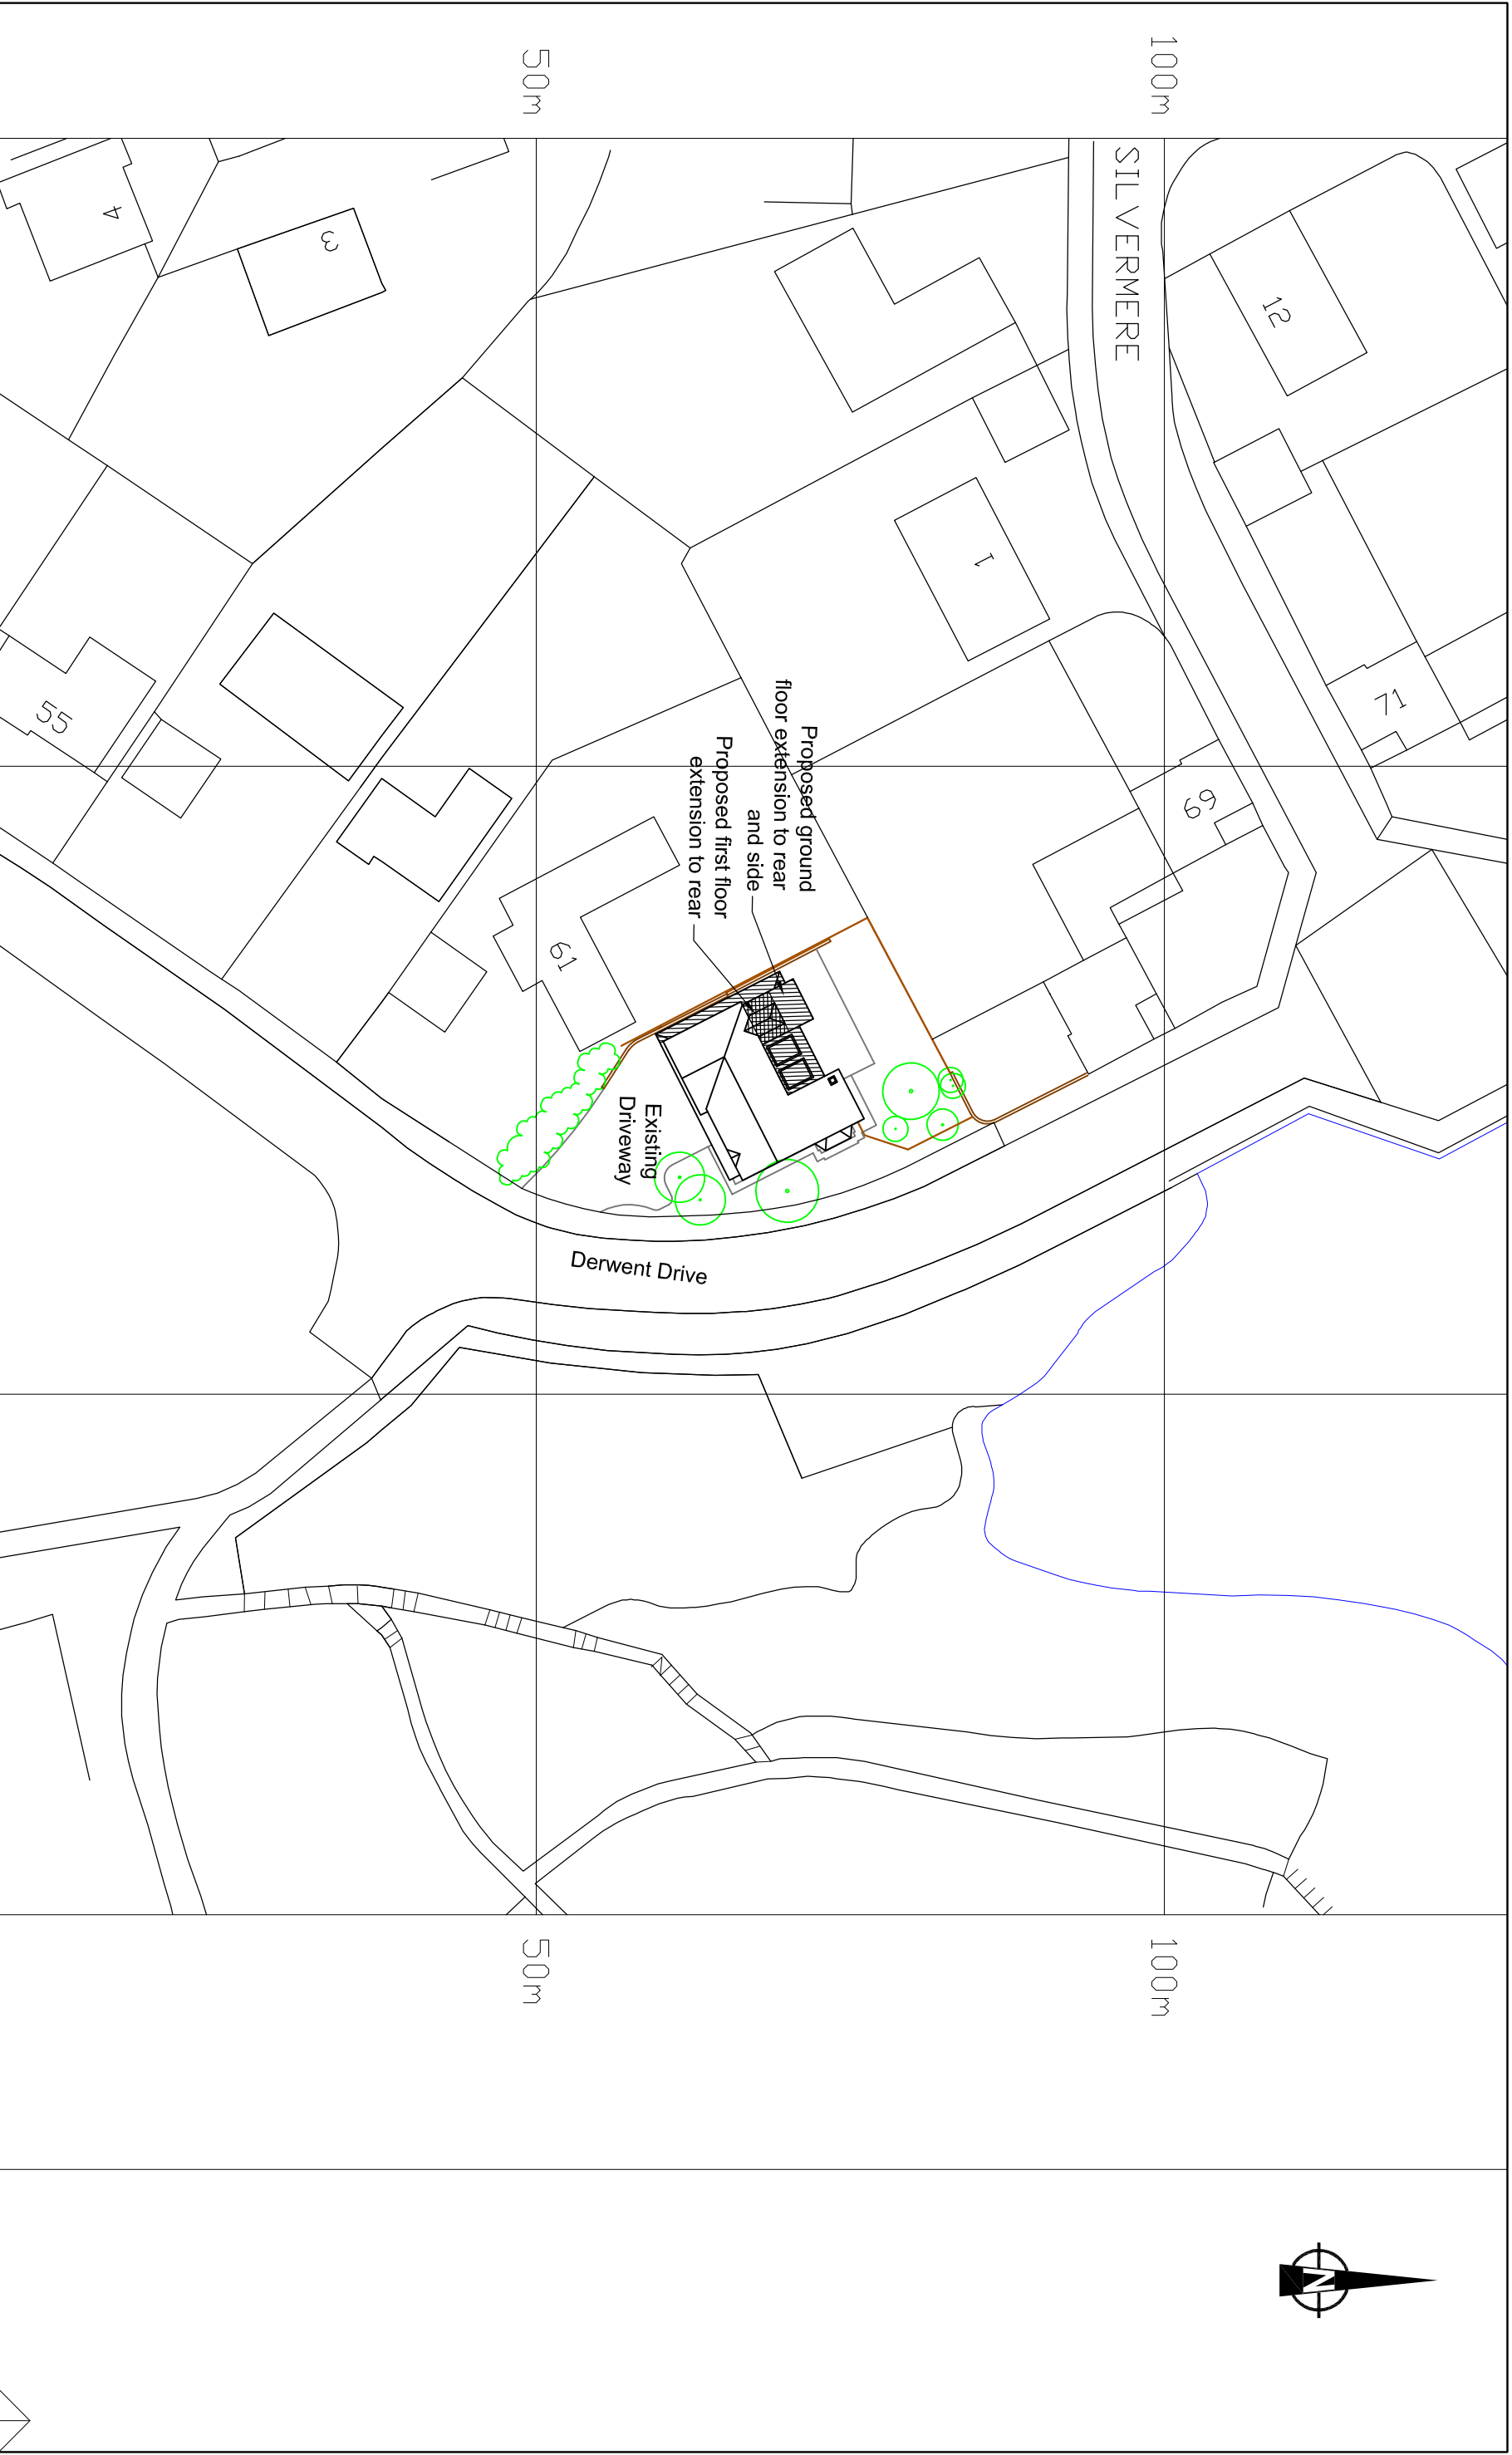 100m
100m
SILVERMERE
12
71
69
1
Proposed ground
floor extension to rear
and side
Proposed first floor
extension to rear
Existing
Driveway
Derwent Drive
61
50m
50m
3
4
55
N